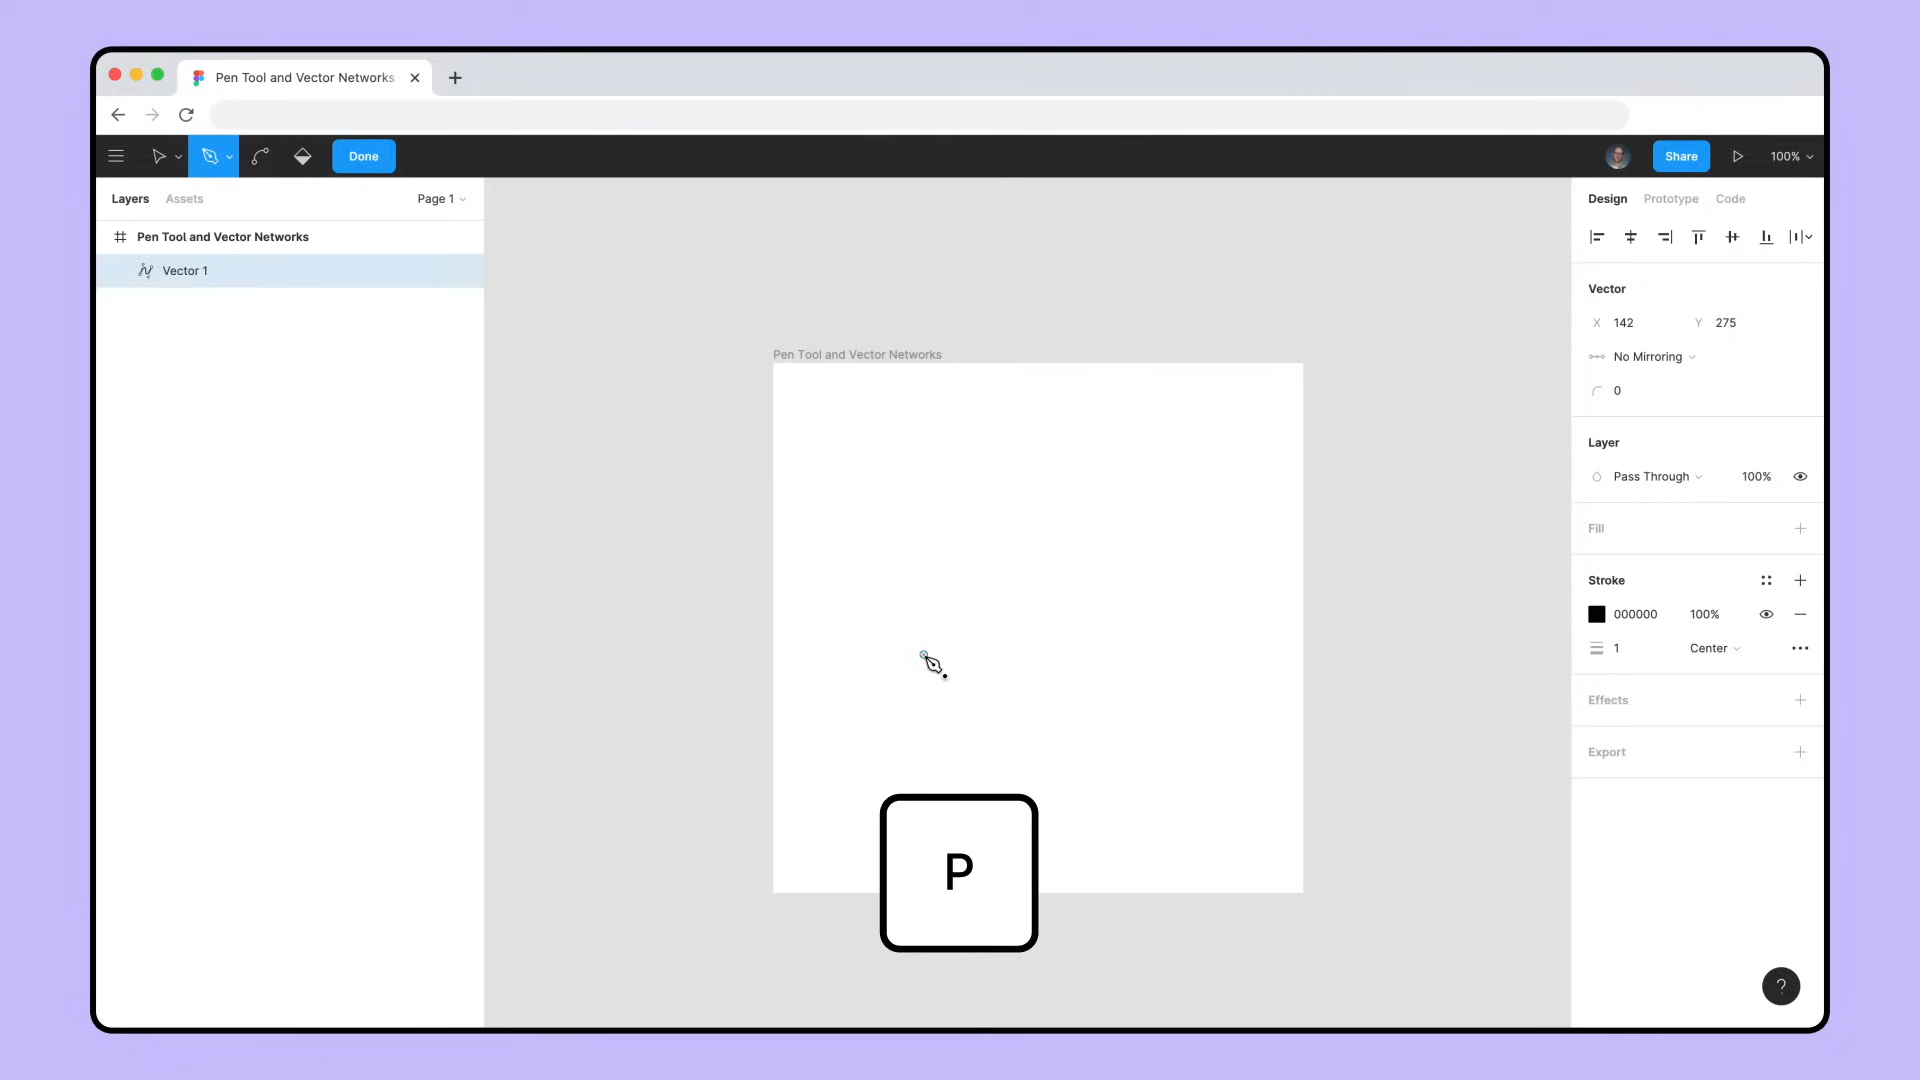 Pen Tool and Vector Networks
Done
Share
100%
Layers
Assets
Page 1
Design
Prototype
Code
Pen Tool and Vector Networks
Vector 1
Vector
X 142
Y 275
No Mirroring
0
Pen Tool and Vector Networks
Layer
Pass Through
100%
Fill
Stroke
000000
100%
1
Center
Effects
Export
P
?